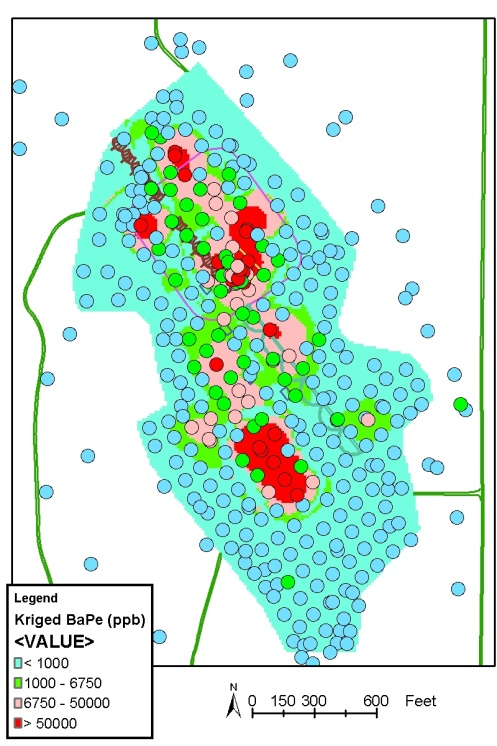 Legend
Kriged BaPe (ppb)
<VALUE>
< 1000
1000 - 6750
6750 - 50000
> 50000
N
0 150 300 600 Feet